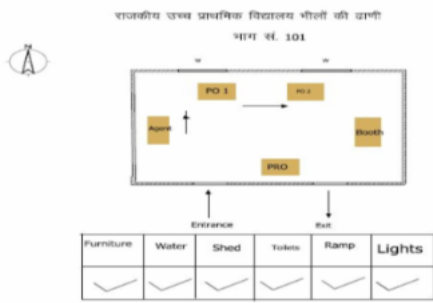 राजकीय उच्च प्राथमिक विद्यालय भीलों की ढाणी
भाग सं. 101
N
W W
PO 1 PO 2
Agent Booth
PRO
Entrance Exit
Furniture Water Shed Toilets Ramp Lights